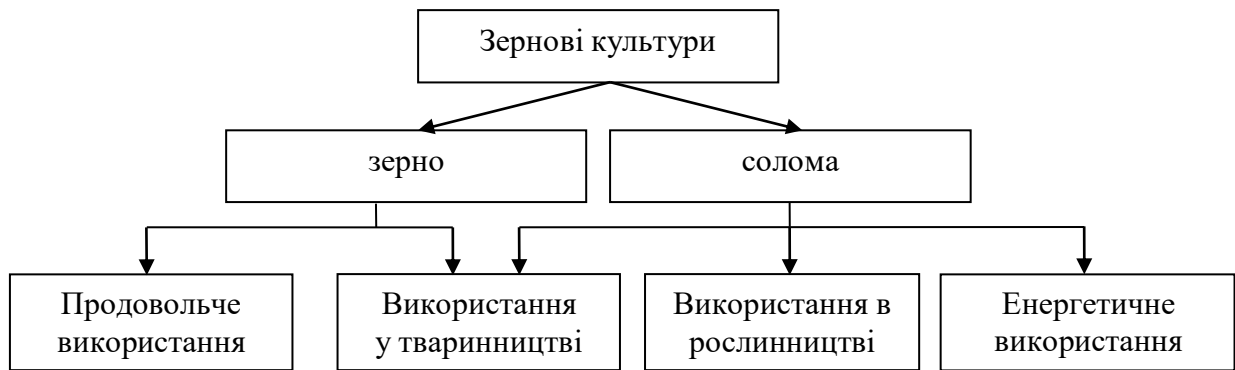 Зернові культури
зерно
солома
Продовольче
використання
Використання
у тваринництві
Використання в
рослинництві
Енергетичне
використання